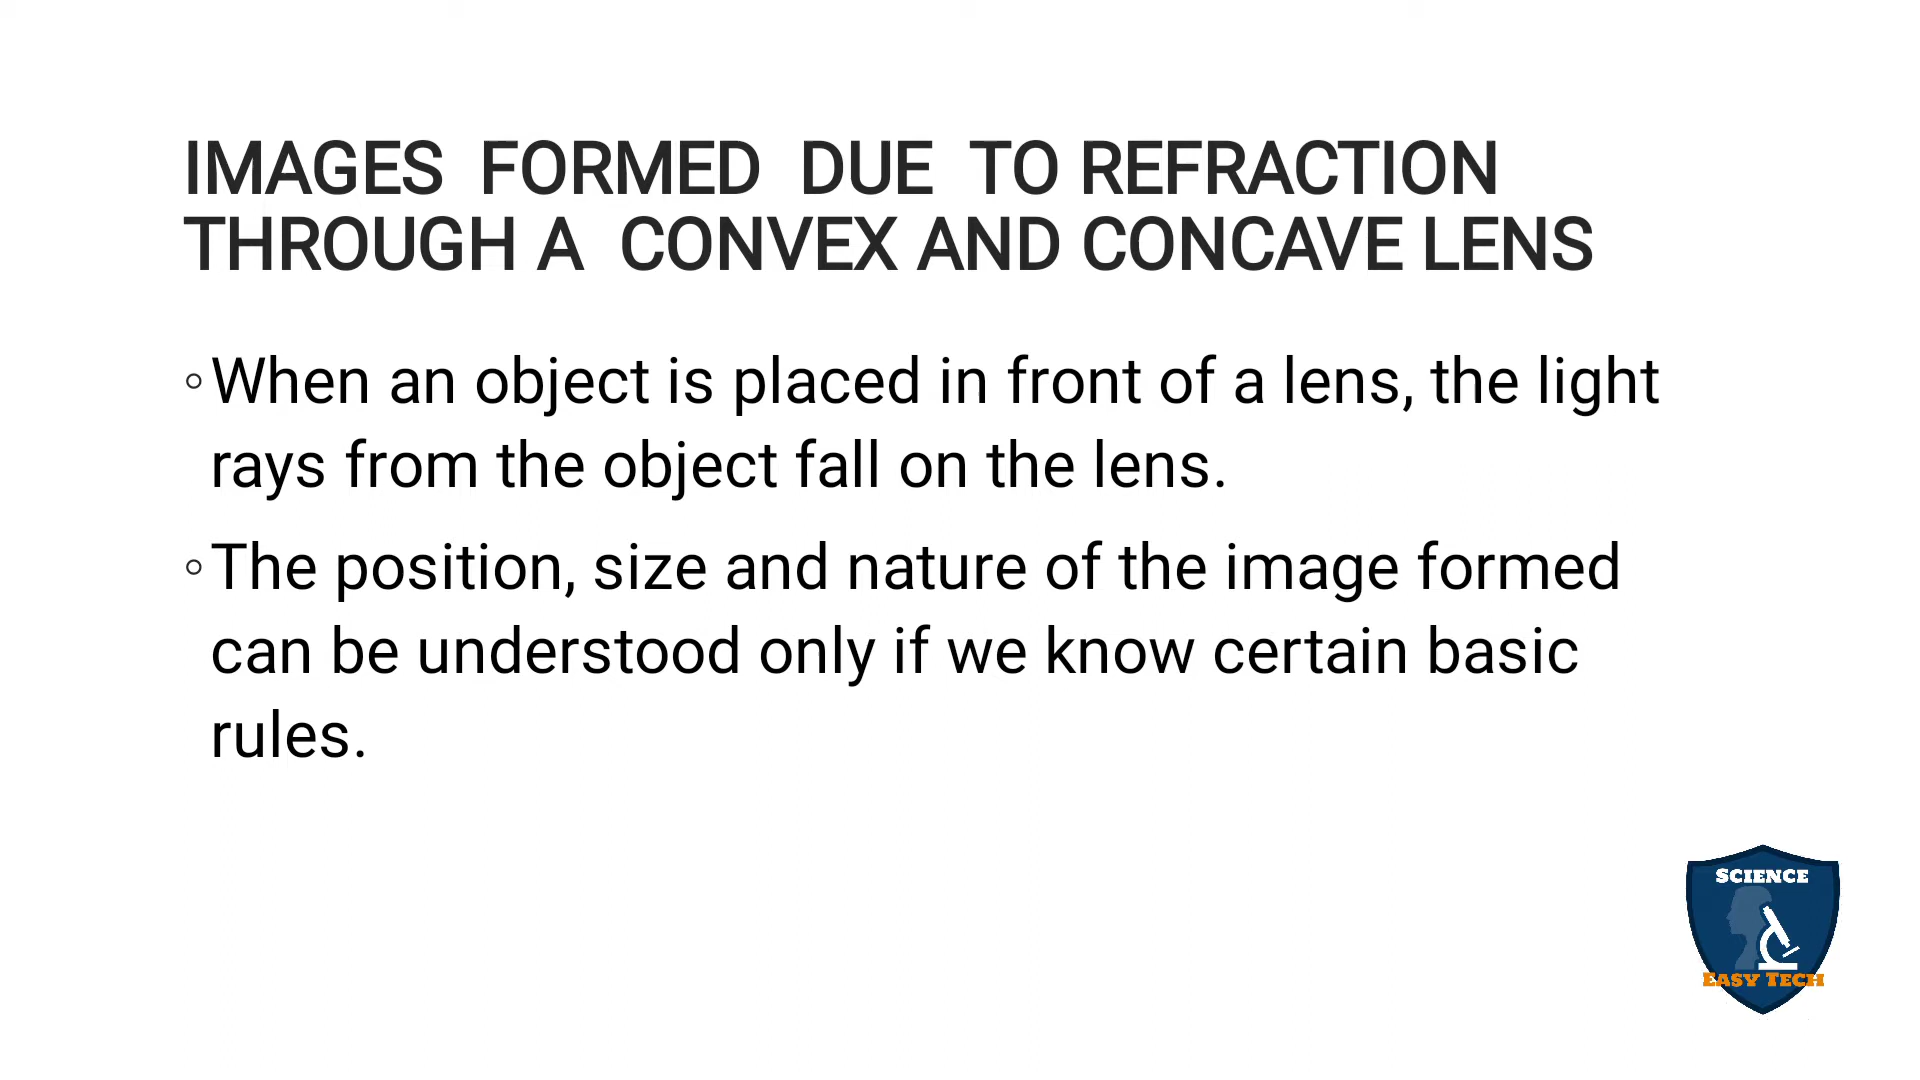 IMAGES FORMED DUE TO REFRACTION
THROUGH A CONVEX AND CONCAVE LENS
◦When an object is placed in front of a lens, the light
rays from the object fall on the lens.
◦The position, size and nature of the image formed
can be understood only if we know certain basic
rules.
SCIENCE
EASY TECH